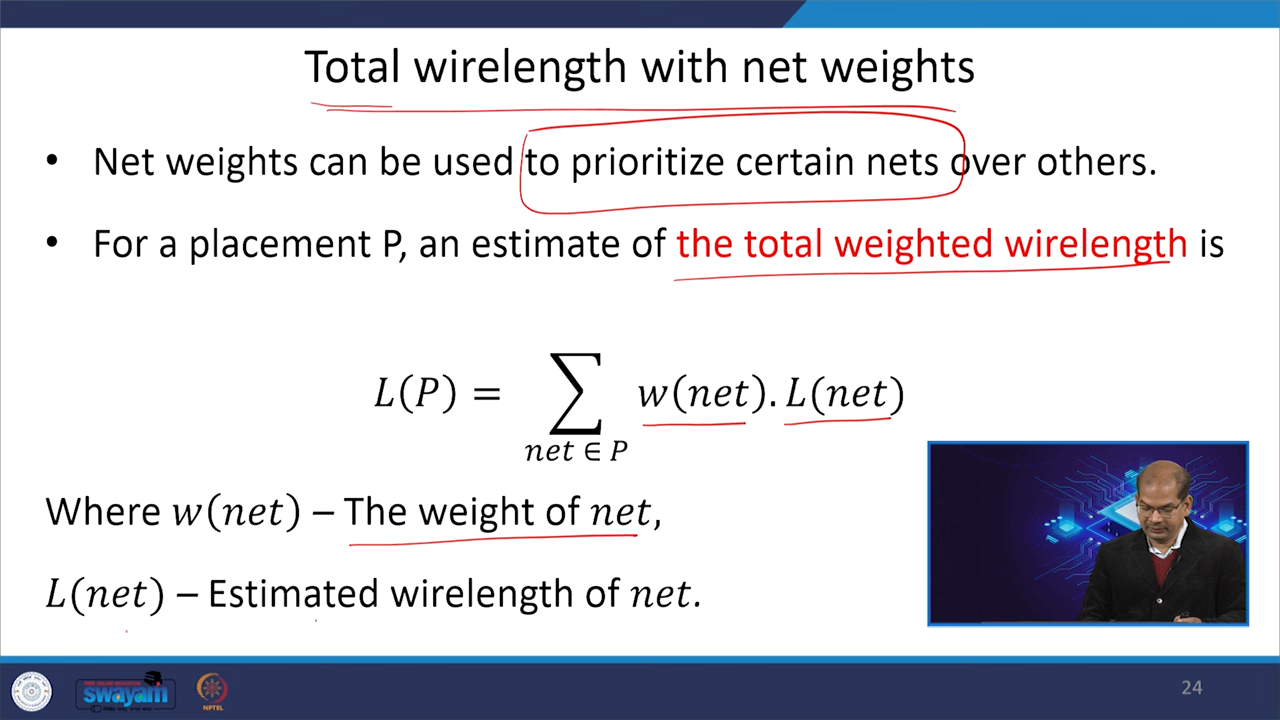 Total wirelength with net weights
• Net weights can be used to prioritize certain nets over others.
• For a placement P, an estimate of the total weighted wirelength is
L(P) = ∑ w(net). L(net)
net ∈ P
Where w(net) – The weight of net,
L(net) – Estimated wirelength of net.
swayam
NPTEL
24